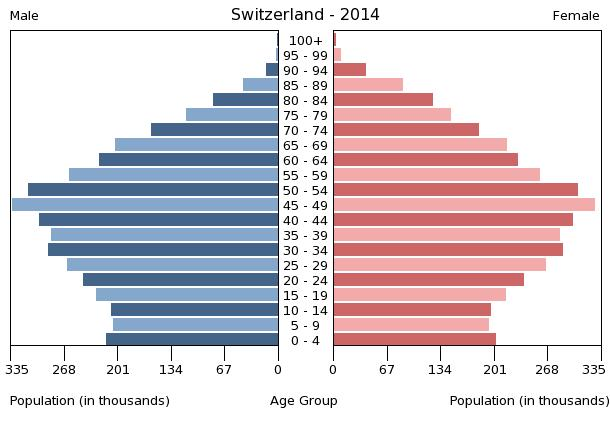 Male Switzerland - 2014 Female
100+
95 - 99
90 - 94
85 - 89
80 - 84
75 - 79
70 - 74
65 - 69
60 - 64
55 - 59
50 - 54
45 - 49
40 - 44
35 - 39
30 - 34
25 - 29
20 - 24
15 - 19
10 - 14
5 - 9
0 - 4
335 268 201 134 67 0 0 67 134 201 268 335
Population (in thousands) Age Group Population (in thousands)